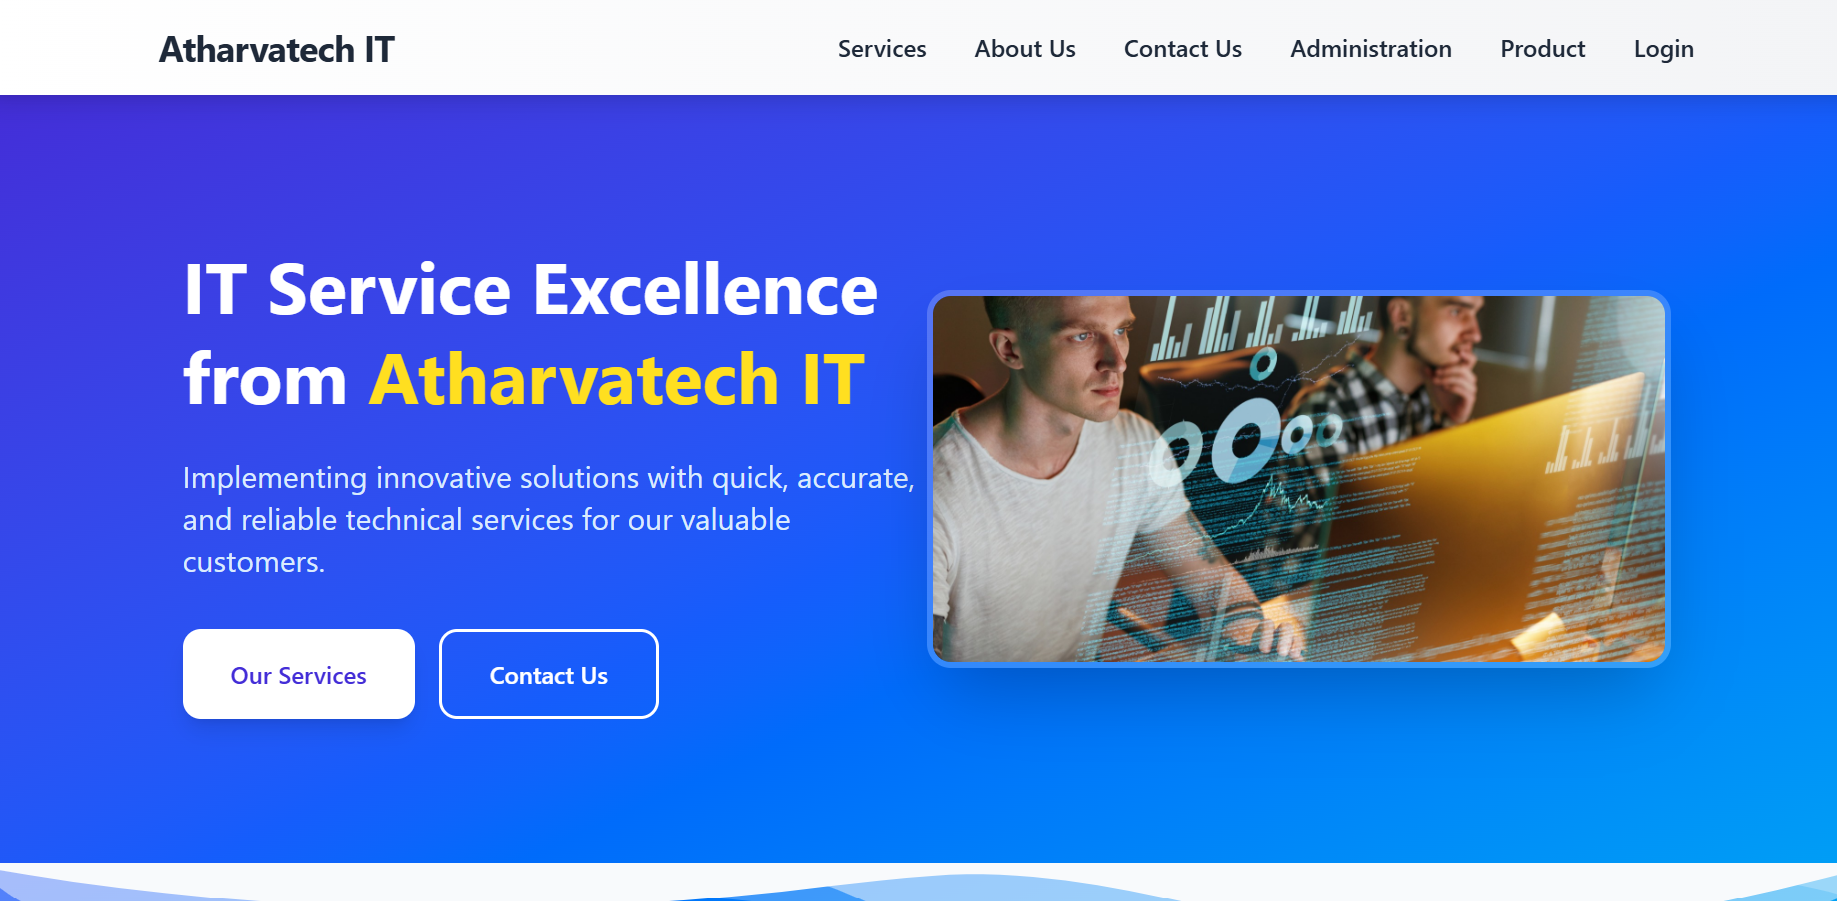 Atharvatech IT
Services About Us Contact Us Administration Product Login
IT Service Excellence
from Atharvatech IT
Implementing innovative solutions with quick, accurate,
and reliable technical services for our valuable
customers.
Our Services Contact Us